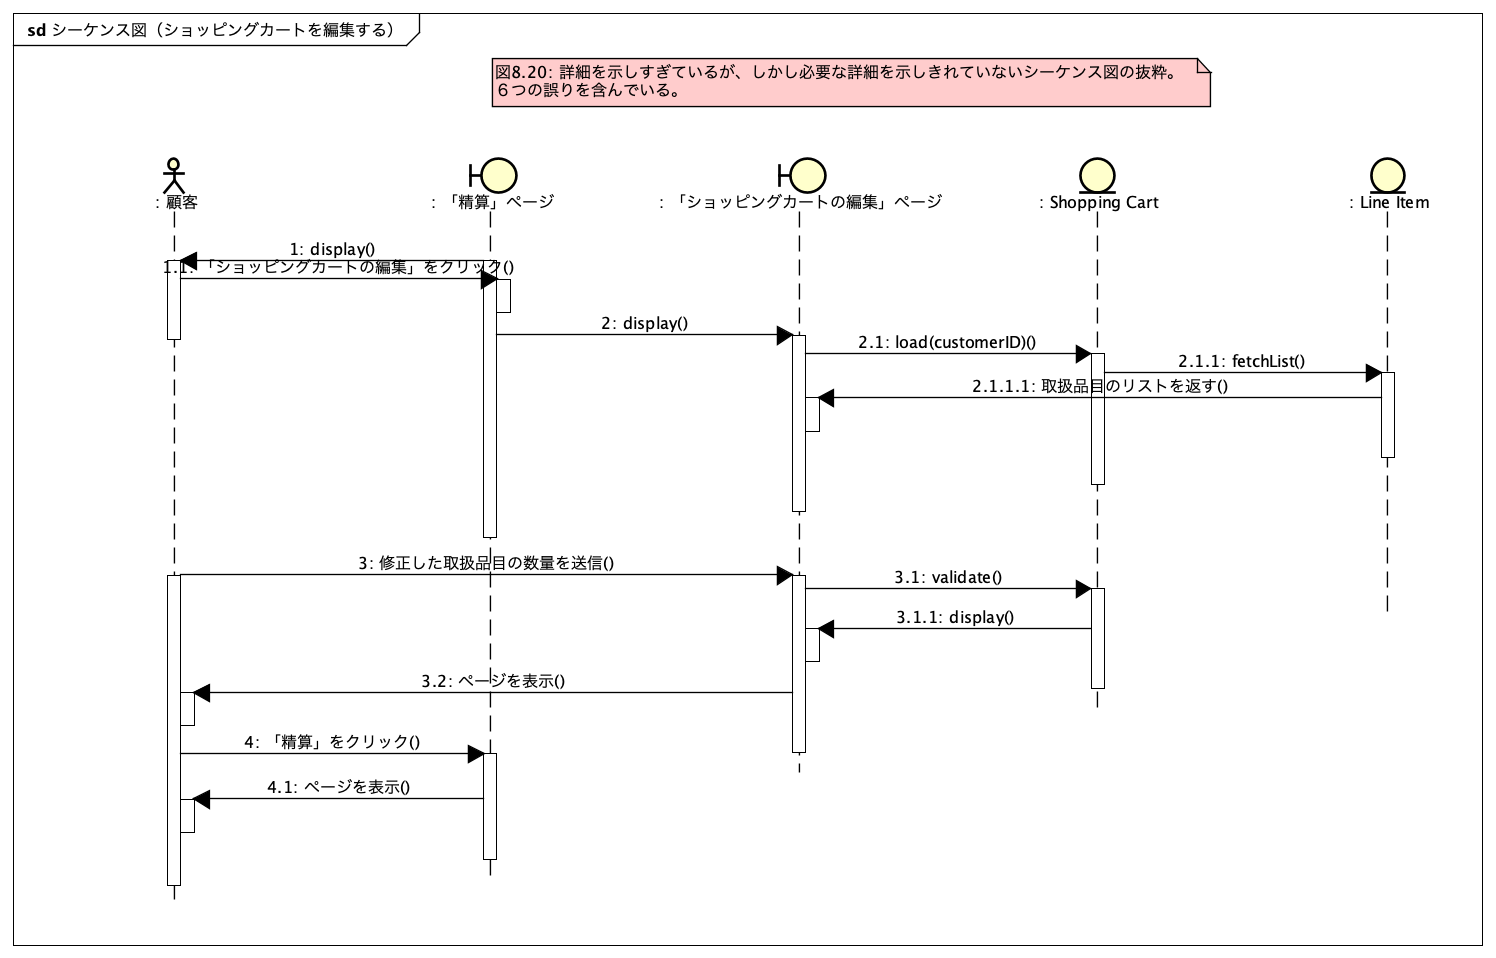 sd シーケンス図（ショッピングカートを編集する）
図8.20: 詳細を示しすぎているが、しかし必要な詳細を示しきれていないシーケンス図の抜粋。
６つの誤りを含んでいる。
: 顧客
: 「精算」ページ
: 「ショッピングカートの編集」ページ
: Shopping Cart
: Line Item
1: display()
1.1: 「ショッピングカートの編集」をクリック()
2: display()
2.1: load(customerID)()
2.1.1: fetchList()
2.1.1.1: 取扱品目のリストを返す()
3: 修正した取扱品目の数量を送信()
3.1: validate()
3.1.1: display()
3.2: ページを表示()
4: 「精算」をクリック()
4.1: ページを表示()